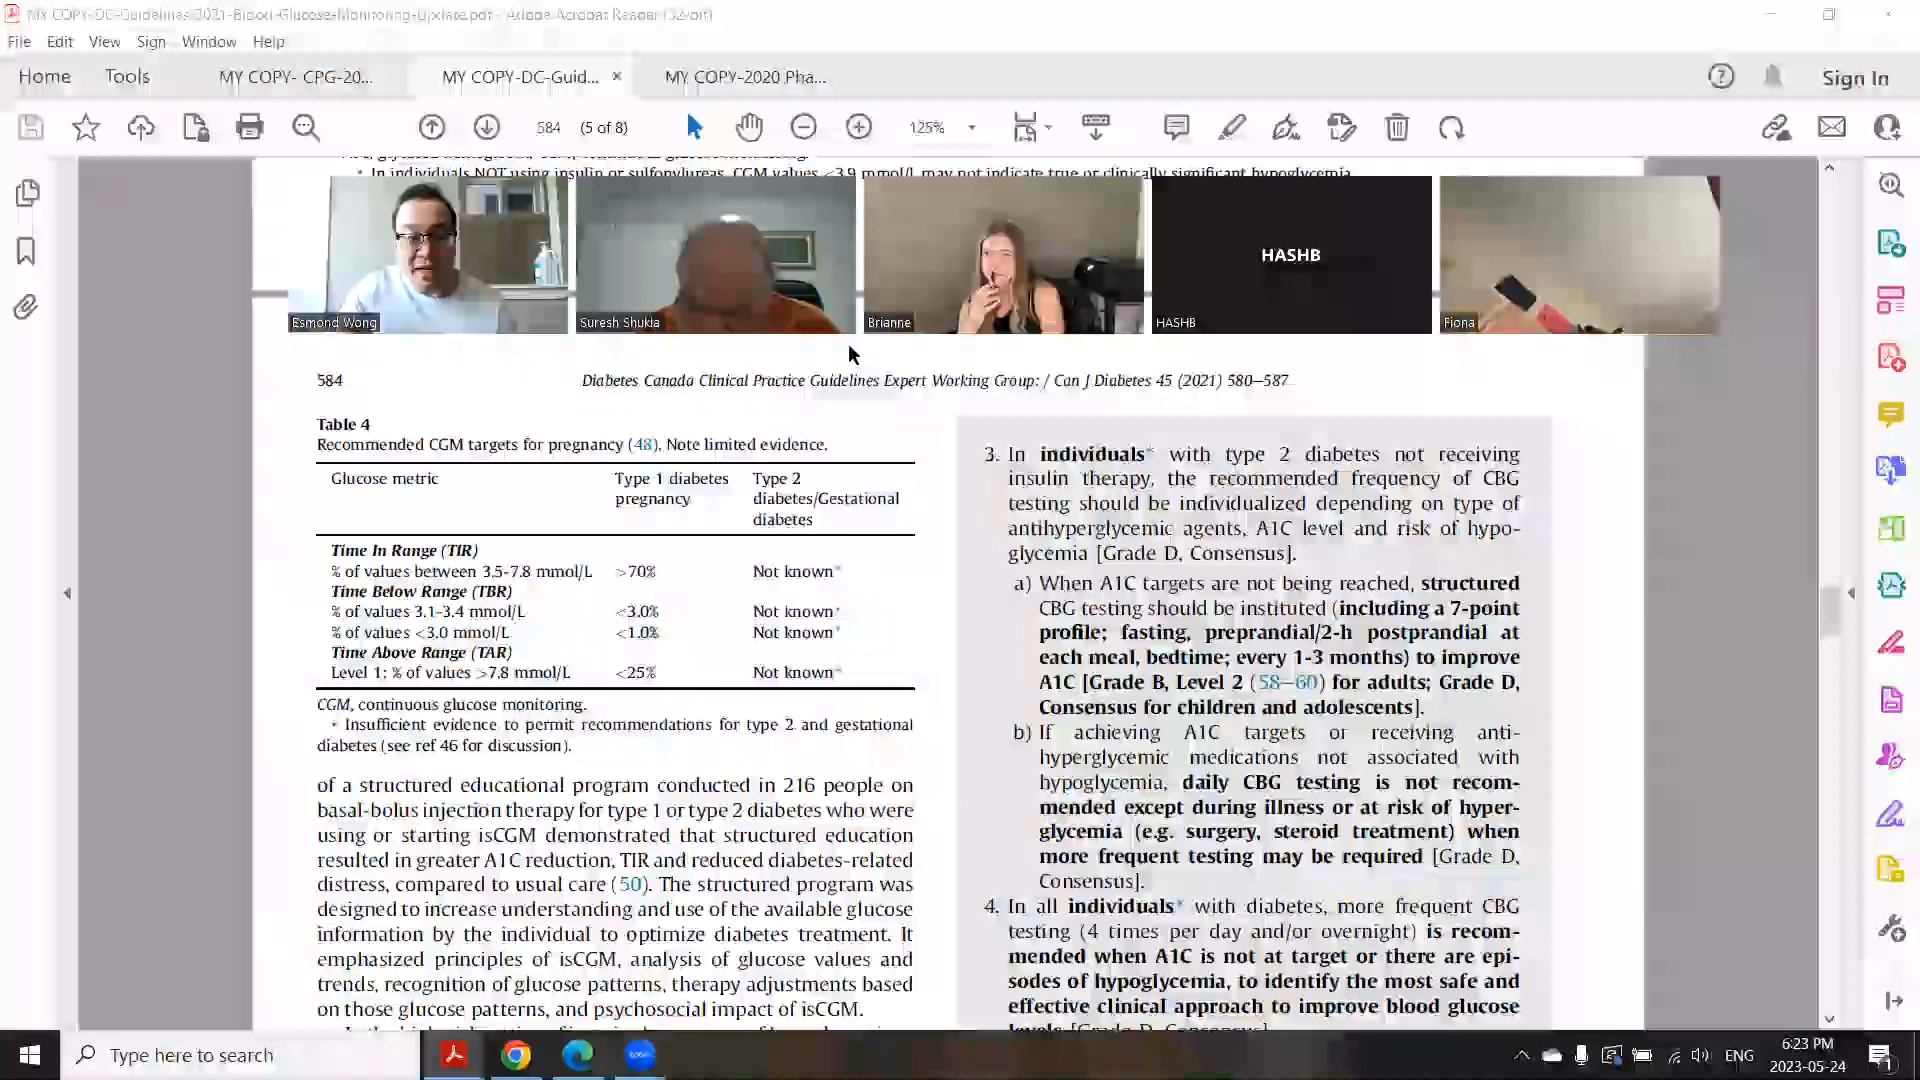 MY COPY-DC-Guidelines-2021-Blood-Glucose-Monitoring-Update.pdf - Adobe Acrobat Reader (32-bit)
File Edit View Sign Window Help
Home Tools MY COPY- CPG-20... MY COPY-DC-Guid... × MY COPY-2020 Pha... Sign In
584 (5 of 8) 125%
In individuals NOT using insulin or sulfonylureas, CGM values <3.9 mmol/L may not indicate true or clinically significant hypoglycemia.
HASHB
Esmond Wong Suresh Shukla Brianne HASHB Fiona
584 Diabetes Canada Clinical Practice Guidelines Expert Working Group: / Can J Diabetes 45 (2021) 580–587
Table 4
Recommended CGM targets for pregnancy (48). Note limited evidence.
Glucose metric Type 1 diabetes Type 2
pregnancy diabetes/Gestational
diabetes
Time In Range (TIR)
% of values between 3.5-7.8 mmol/L >70% Not known*
Time Below Range (TBR)
% of values 3.1-3.4 mmol/L <3.0% Not known*
% of values <3.0 mmol/L <1.0% Not known*
Time Above Range (TAR)
Level 1: % of values >7.8 mmol/L <25% Not known*
CGM, continuous glucose monitoring.
* Insufficient evidence to permit recommendations for type 2 and gestational
diabetes (see ref 46 for discussion).
of a structured educational program conducted in 216 people on
basal-bolus injection therapy for type 1 or type 2 diabetes who were
using or starting isCGM demonstrated that structured education
resulted in greater A1C reduction, TIR and reduced diabetes-related
distress, compared to usual care (50). The structured program was
designed to increase understanding and use of the available glucose
information by the individual to optimize diabetes treatment. It
emphasized principles of isCGM, analysis of glucose values and
trends, recognition of glucose patterns, therapy adjustments based
on those glucose patterns, and psychosocial impact of isCGM.
3. In individuals* with type 2 diabetes not receiving
insulin therapy, the recommended frequency of CBG
testing should be individualized depending on type of
antihyperglycemic agents, A1C level and risk of hypo-
glycemia [Grade D, Consensus].
a) When A1C targets are not being reached, structured
CBG testing should be instituted (including a 7-point
profile; fasting, preprandial/2-h postprandial at
each meal, bedtime; every 1-3 months) to improve
A1C [Grade B, Level 2 (58–60) for adults; Grade D,
Consensus for children and adolescents].
b) If achieving A1C targets or receiving anti-
hyperglycemic medications not associated with
hypoglycemia, daily CBG testing is not recom-
mended except during illness or at risk of hyper-
glycemia (e.g. surgery, steroid treatment) when
more frequent testing may be required [Grade D,
Consensus].
4. In all individuals* with diabetes, more frequent CBG
testing (4 times per day and/or overnight) is recom-
mended when A1C is not at target or there are epi-
sodes of hypoglycemia, to identify the most safe and
effective clinical approach to improve blood glucose
levels [Grade D, Consensus].
Type here to search
zoom
ENG
6:23 PM
2023-05-24
1